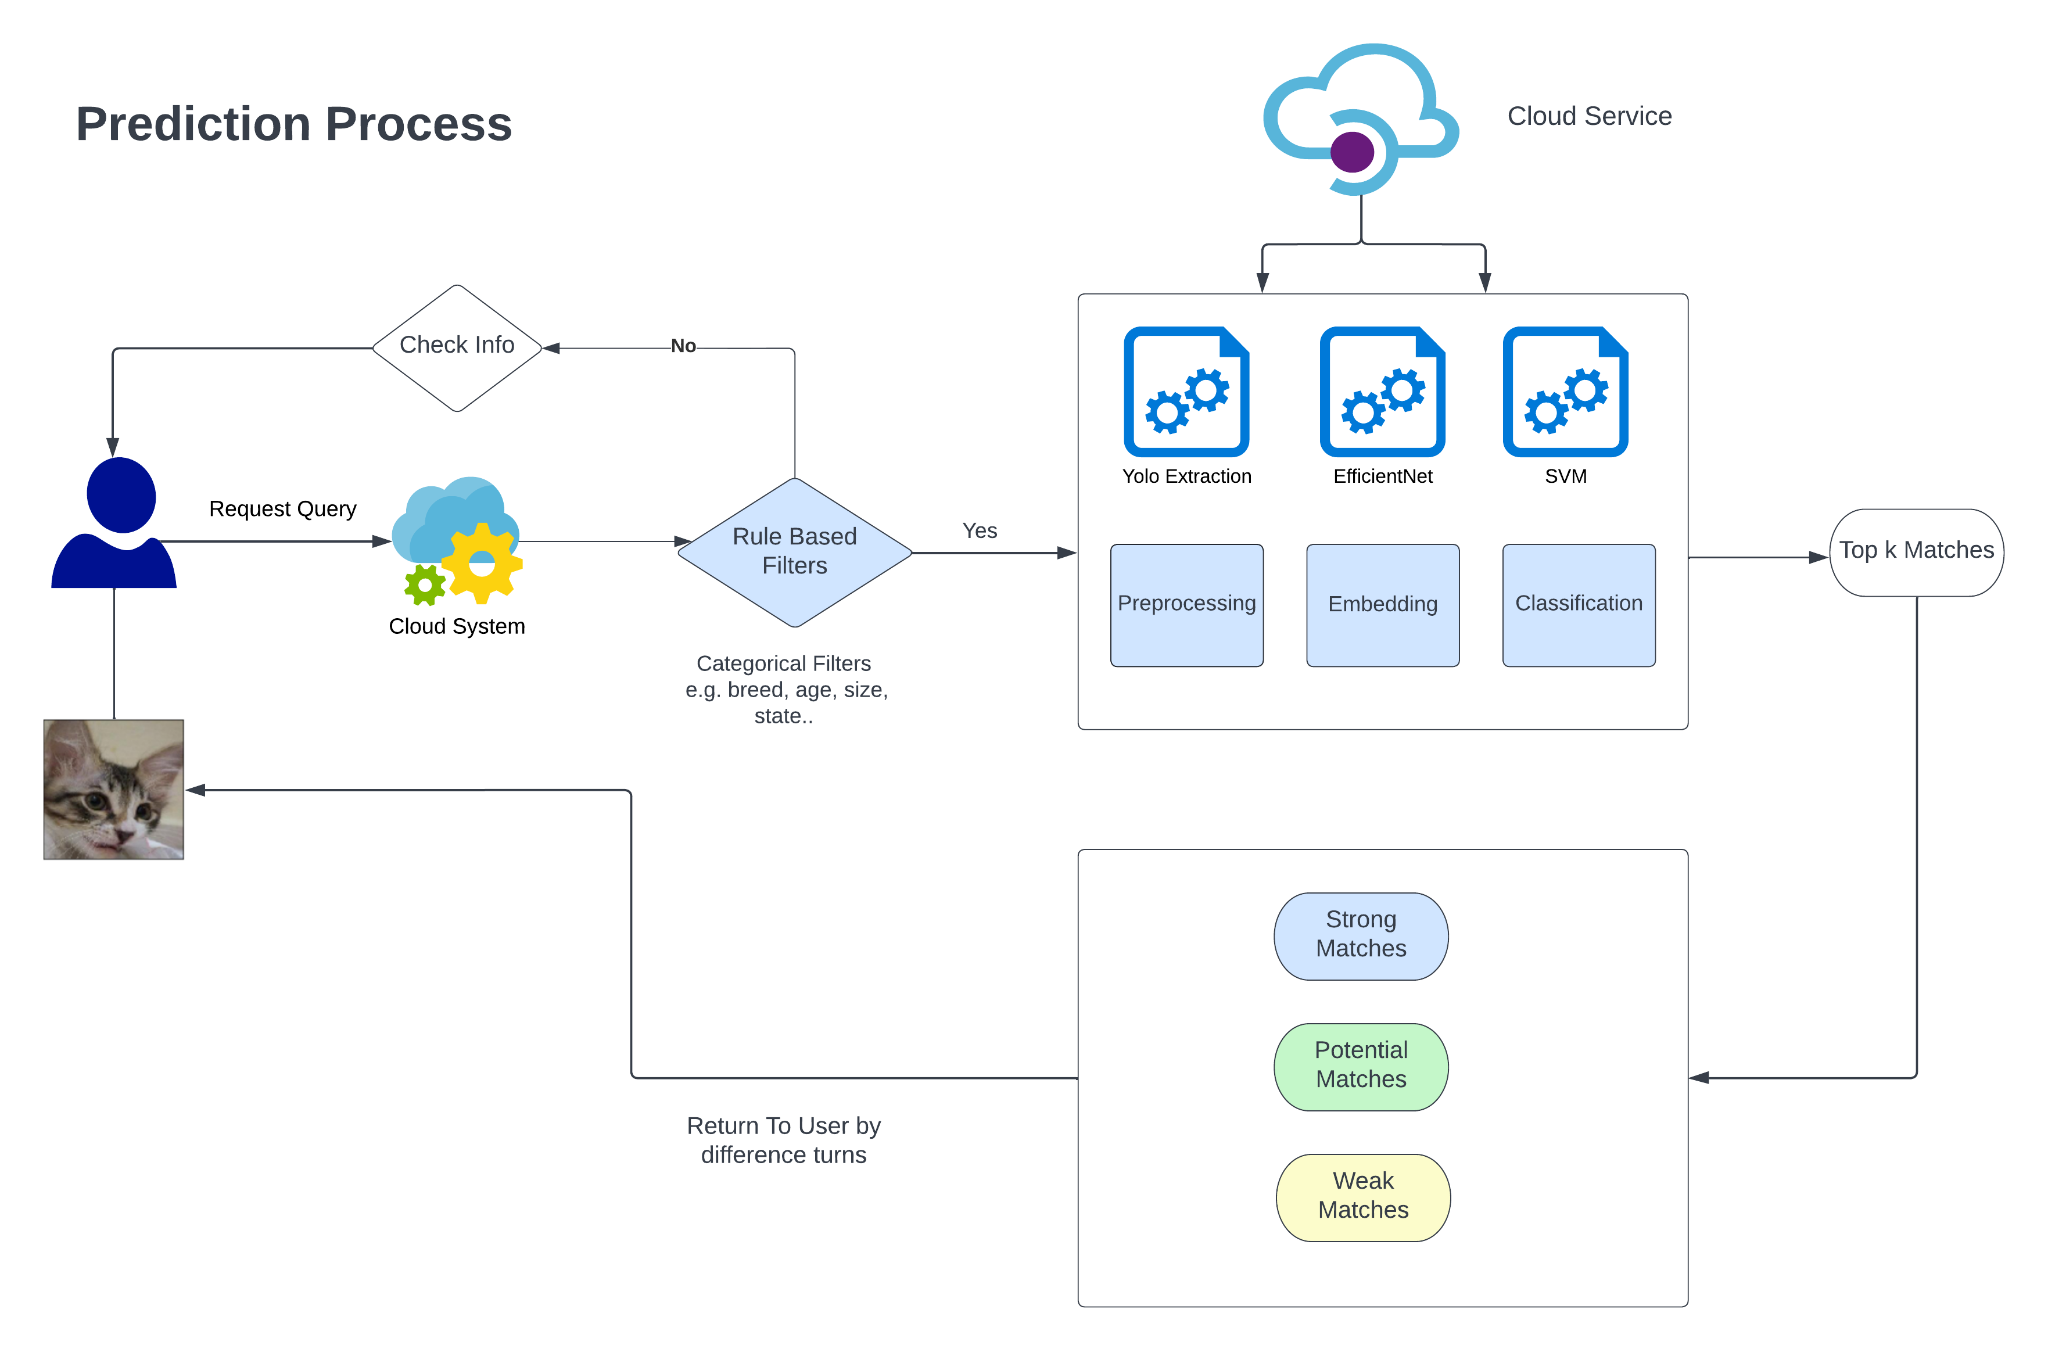 Prediction Process
Cloud Service
Check Info
No
Request Query
Cloud System
Rule Based
Filters
Categorical Filters
e.g. breed, age, size,
state..
Yes
Yolo Extraction
EfficientNet
SVM
Preprocessing
Embedding
Classification
Top k Matches
Strong
Matches
Potential
Matches
Weak
Matches
Return To User by
difference turns